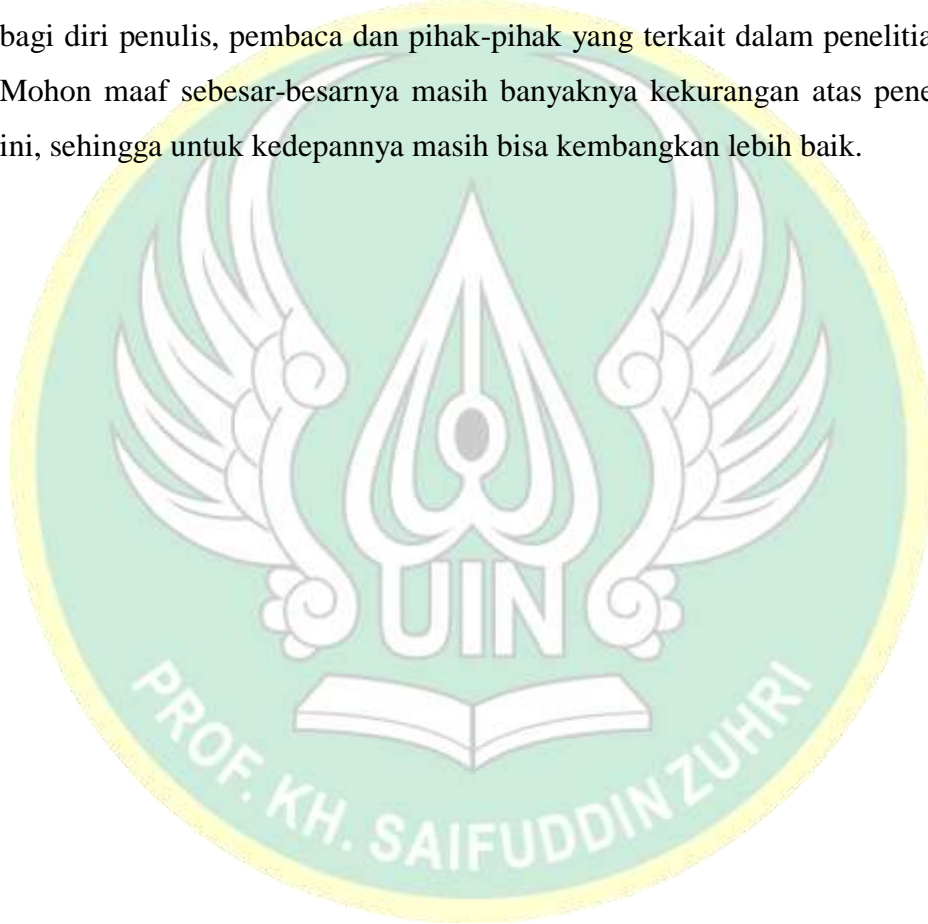 bagi diri penulis, pembaca dan pihak-pihak yang terkait dalam penelitia
Mohon maaf sebesar-besarnya masih banyaknya kekurangan atas pene
ini, sehingga untuk kedepannya masih bisa kembangkan lebih baik.
UIN
PROF. KH. SAIFUDDIN ZUHRI